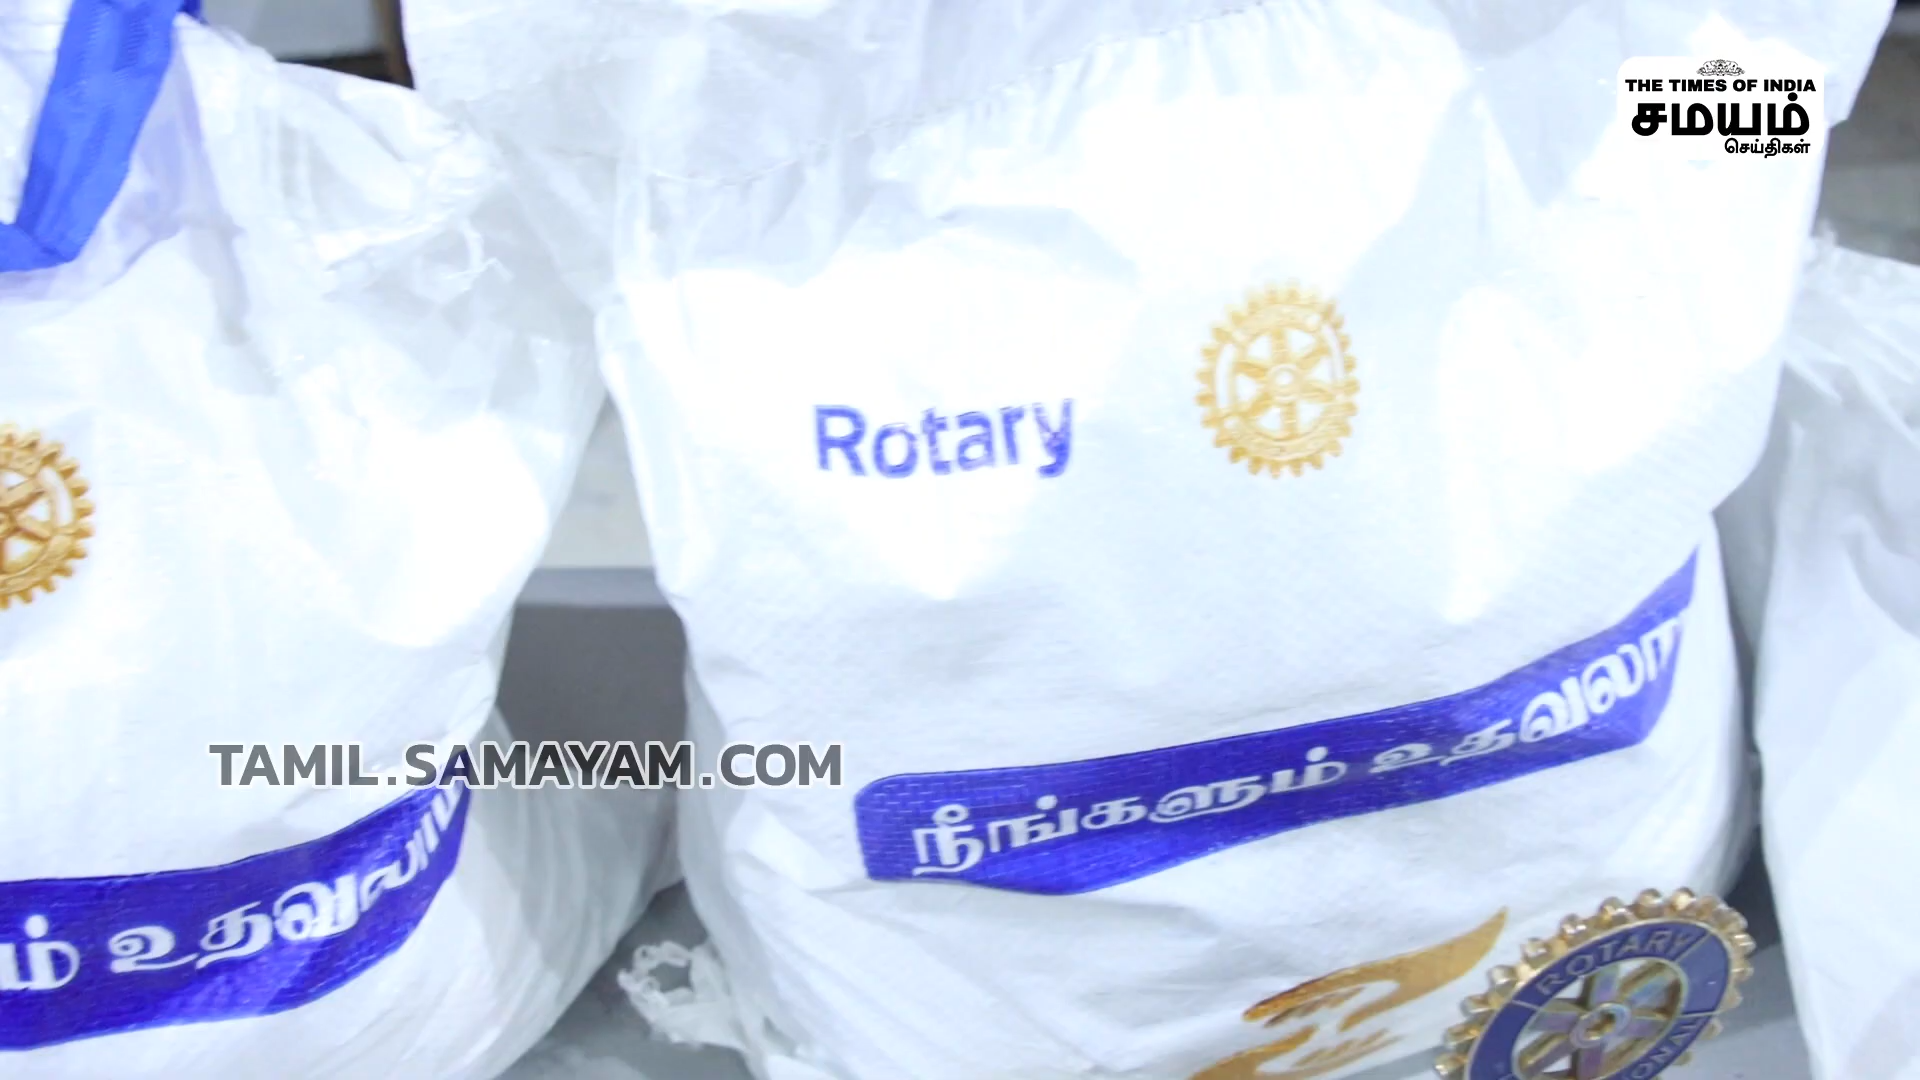 THE TIMES OF INDIA
சமயம்
செய்திகள்
Rotary
நீங்களும் உதவலா
ம் உதவலாம்
TAMIL.SAMAYAM.COM
ROTARY